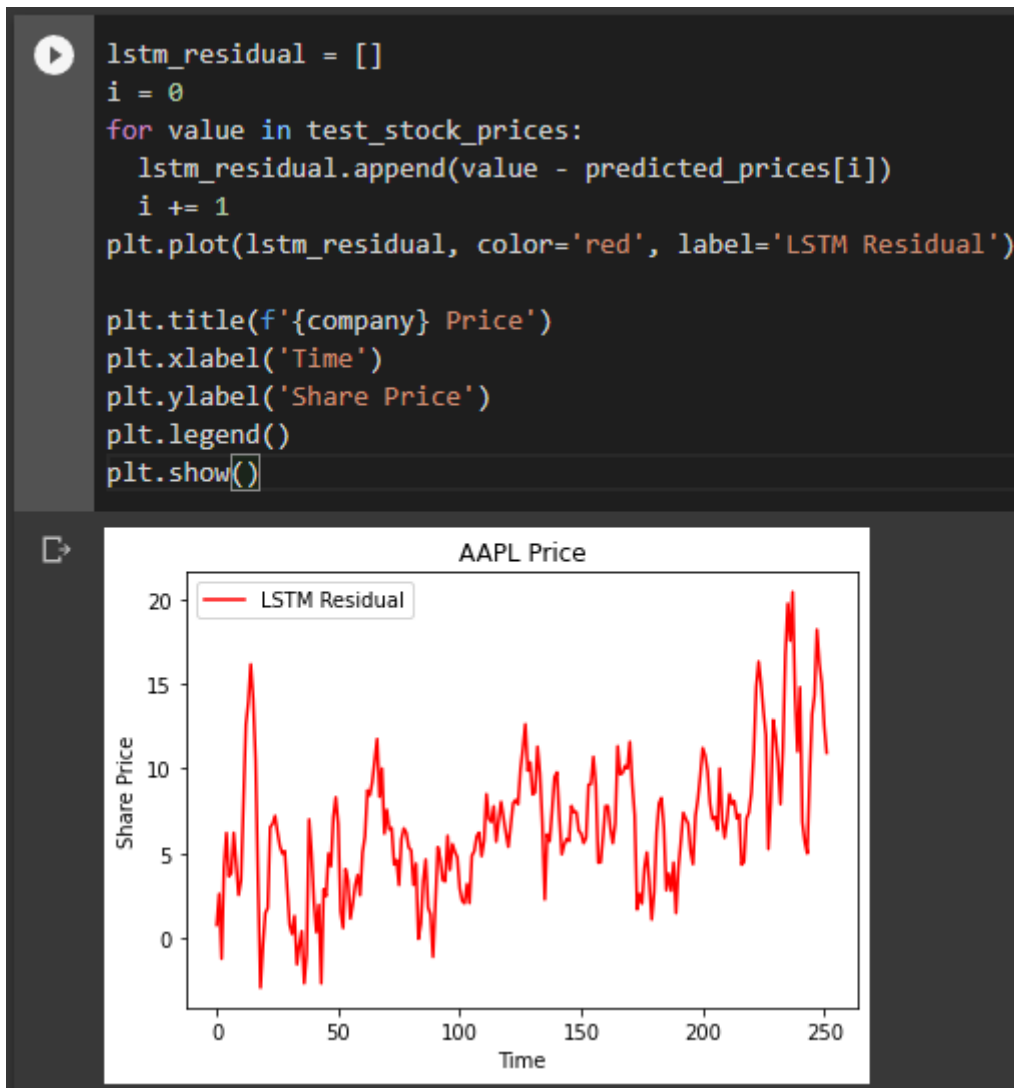 lstm_residual = []
i = 0
for value in test_stock_prices:
  lstm_residual.append(value - predicted_prices[i])
  i += 1
plt.plot(lstm_residual, color='red', label='LSTM Residual')
plt.title(f'{company} Price')
plt.xlabel('Time')
plt.ylabel('Share Price')
plt.legend()
plt.show()
AAPL Price
LSTM Residual
20
15
10
5
0
Share Price
0 50 100 150 200 250
Time